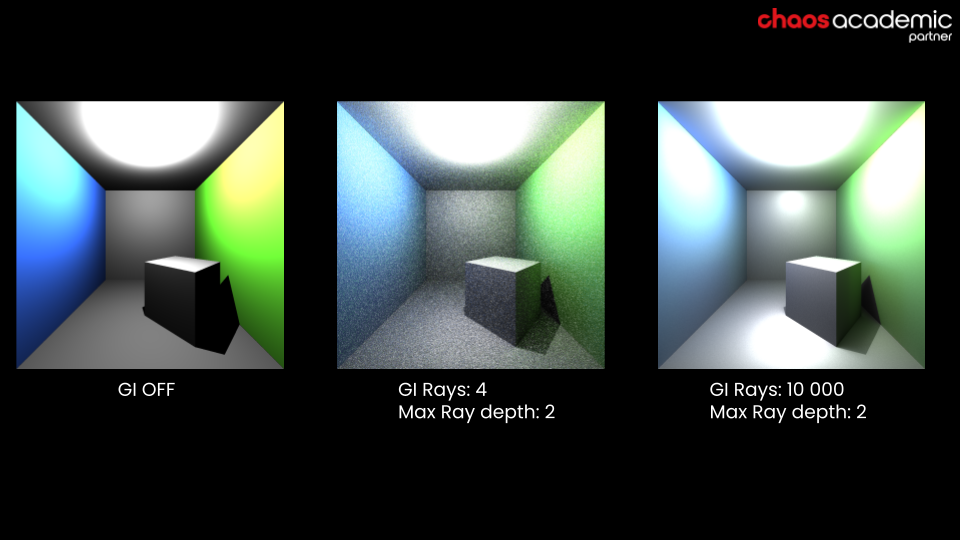 chaosacademic
partner
GI OFF
GI Rays: 4
Max Ray depth: 2
GI Rays: 10 000
Max Ray depth: 2